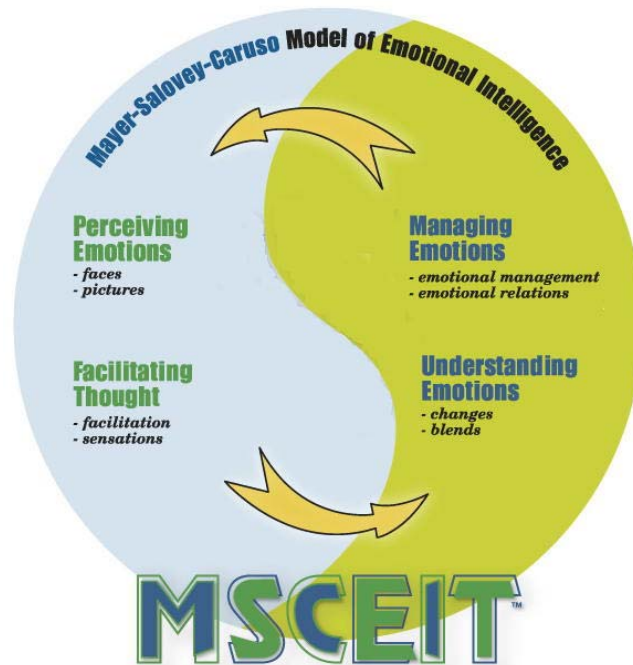 Mayer-Salovey-Caruso Model of Emotional Intelligence
Perceiving
Emotions
- faces
- pictures
Facilitating
Thought
- facilitation
- sensations
Managing
Emotions
- emotional management
- emotional relations
Understanding
Emotions
- changes
- blends
MSCEIT™